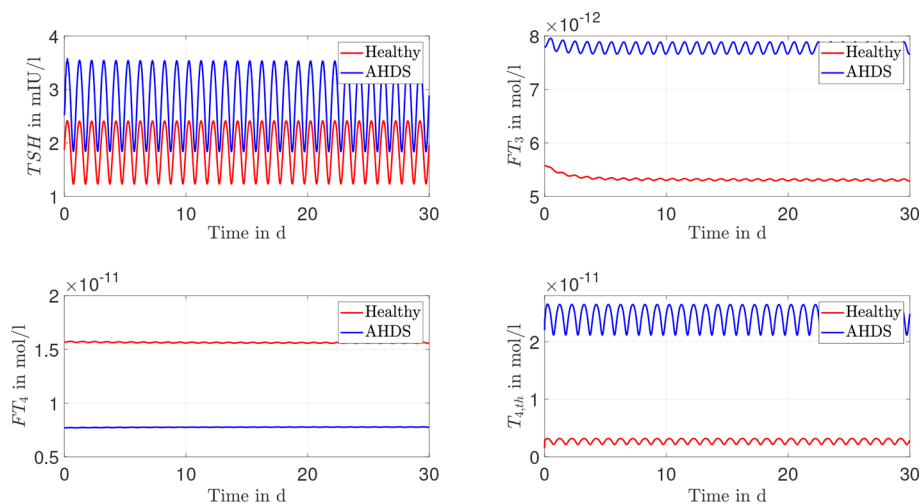 4
3
2
1
TSH in mIU/l
0
10
20
30
Time in d
Healthy
AHDS
×10-12
8
7
6
5
FT3 in mol/l
0
10
20
30
Time in d
Healthy
AHDS
×10-11
2
1.5
1
0.5
FT4 in mol/l
0
10
20
30
Time in d
Healthy
AHDS
×10-11
3
2
1
0
T4,th in mol/l
0
10
20
30
Time in d
Healthy
AHDS